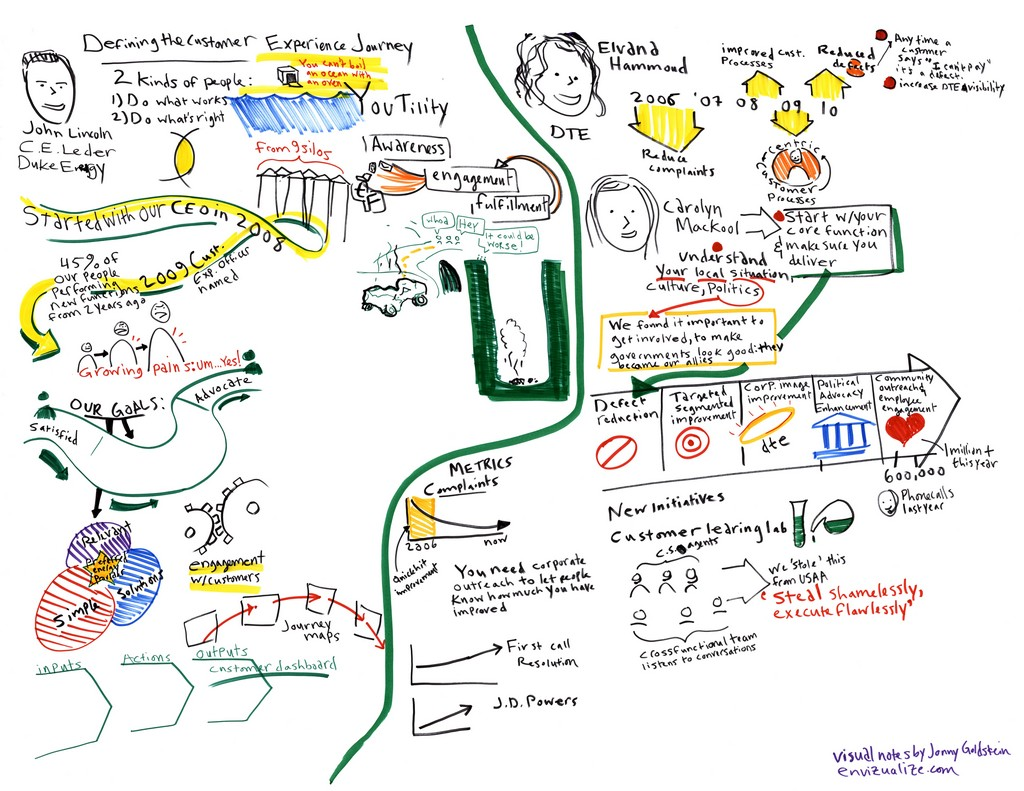 Defining the Customer Experience Journey
2 kinds of people:
1) Do what works
2) Do what's right
You can't boil
an ocean with
an oven
YouTility
John Lincoln
C.E. Leder
Duke Energy
From 9 silos
Awareness
engagement
fulfillment
Started with our CEO in 2008
2009 Cust.
Exp. officer
named
45% of
our People
performing
new functions
from 2 years ago
Growing pains: um...Yes!
whoa
Hey
it could be
worse!
OUR GOALS:
Satisfied
Advocate
Relevant
Preferred
energy
Provider
Simple
Solutions
engagement
w/customers
Journey
maps
inputs
Actions
outputs
Customer dashboard
METRICS
Complaints
2006
now
improvement
You need corporate
outreach to let people
Know how much you have
improved
First call
Resolution
J.D. Powers
Elvana
Hammoud
DTE
improved cust.
Processes
Reduced
defects
Any time a
customer
says "I can't pay"
it's a defect.
increase DTE visibility
2006 '07 08 09 10
Reduce
complaints
centric
customer
Processes
Carolyn
Mackool
Start w/your
core function
& make sure you
deliver
understand
your local situation,
culture, Politics
We found it important to
get involved, to make
governments look good: they
became our allies
Defect
reduction
Targeted
segmented
improvement
Corp. image
improvement
dte
Political
Advocacy
Enhancement
Community
outreach,
employee
engagement
1 million +
this year
600,000
Phonecalls
last year
New Initiatives
Customer learing lab
C.S. agents
we 'stole' this
from USAA
"Steal shamelessly,
execute flawlessly"
crossfunctional team
listens to conversations
visual notes by Jonny Goldstein
envizualize.com